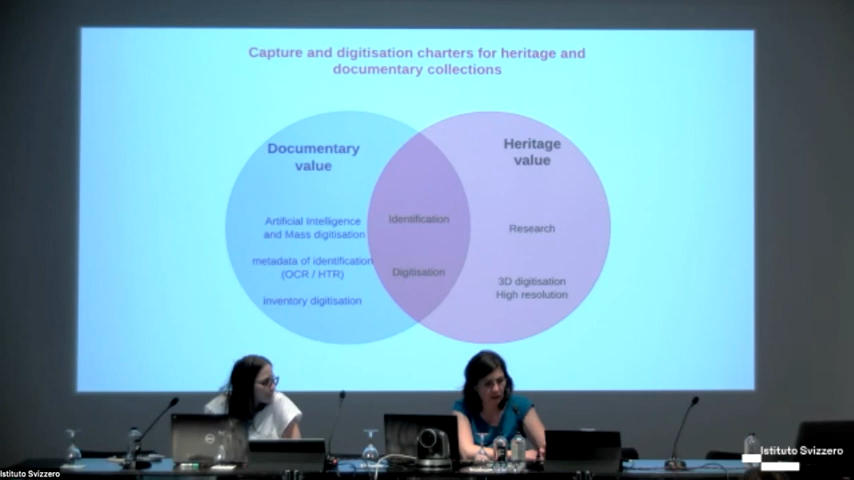 Capture and digitisation charters for heritage and
documentary collections
Documentary
value
Heritage
value
Artificial Intelligence
and Mass digitisation
metadata of identification
(OCR / HTR)
inventory digitisation
Identification
Digitisation
Research
3D digitisation
High resolution
DELL
Istituto Svizzero
Istituto Svizzero